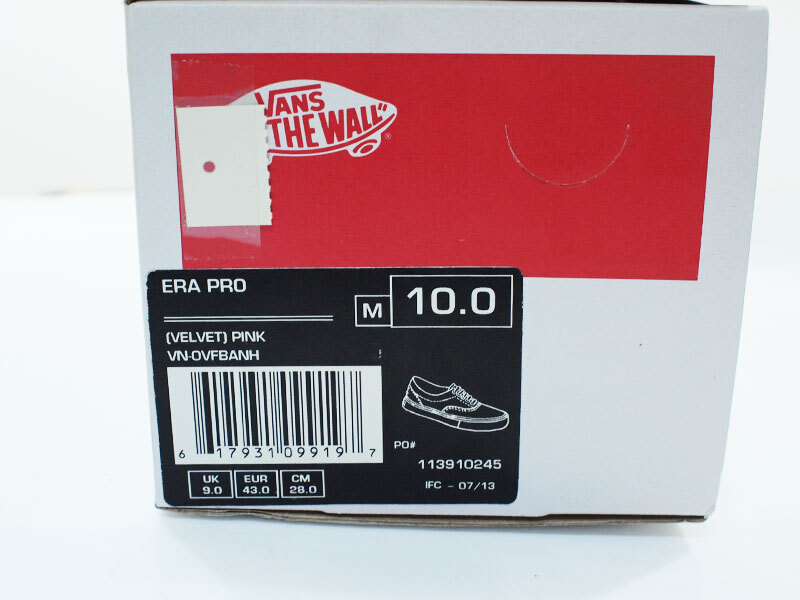 VANS
THE WALL"
®
ERA PRO
M 10.0
(VELVET) PINK
VN-0VFBANH
6 17931 09919 7
PO#
113910245
IFC - 07/13
UK 9.0
EUR 43.0
CM 28.0